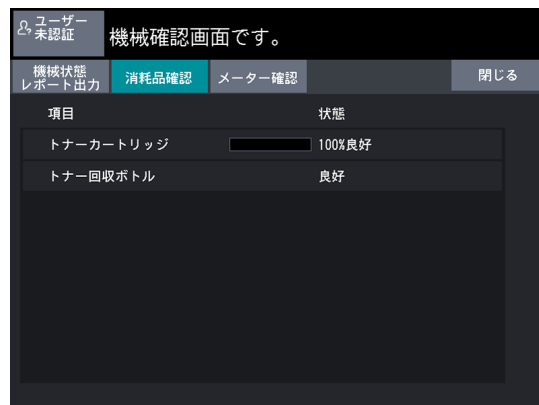 ユーザー
未認証
機械確認画面です。
機械状態
レポート出力
消耗品確認
メーター確認
閉じる
項目 状態
トナーカートリッジ 100%良好
トナー回収ボトル 良好